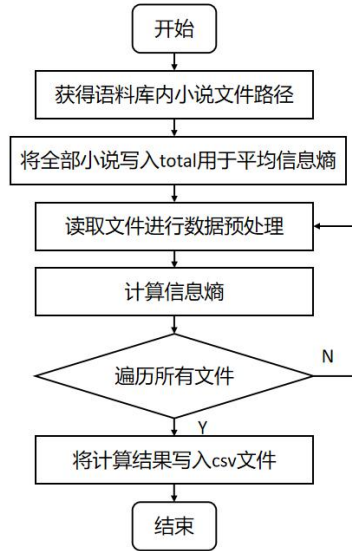 开始
获得语料库内小说文件路径
将全部小说写入total用于平均信息熵
读取文件进行数据预处理
计算信息熵
遍历所有文件
N
Y
将计算结果写入csv文件
结束